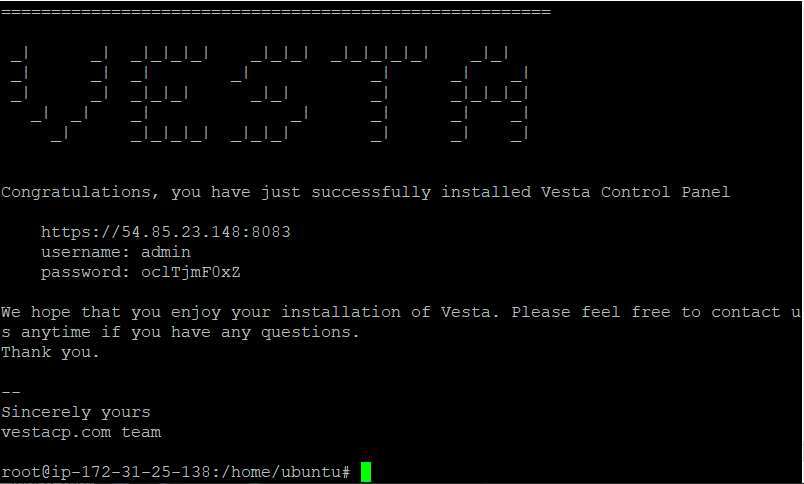 =======================================================
VESTA
Congratulations, you have just successfully installed Vesta Control Panel
https://54.85.23.148:8083
username: admin
password: oclTjmF0xZ
We hope that you enjoy your installation of Vesta. Please feel free to contact u
s anytime if you have any questions.
Thank you.
--
Sincerely yours
vestacp.com team
root@ip-172-31-25-138:/home/ubuntu#